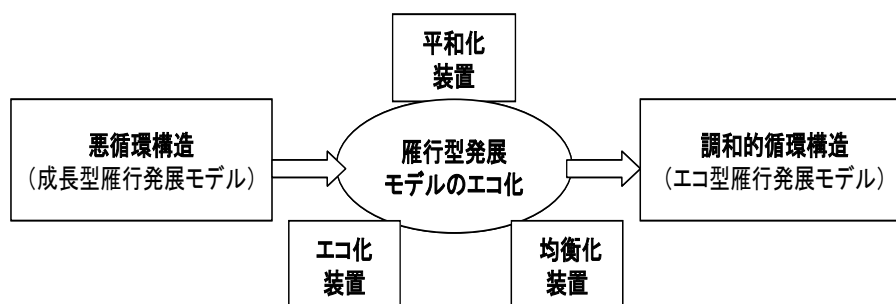 平和化
装置
悪循環構造
（成長型雁行発展モデル）
雁行型発展
モデルのエコ化
調和的循環構造
（エコ型雁行発展モデル）
エコ化
装置
均衡化
装置